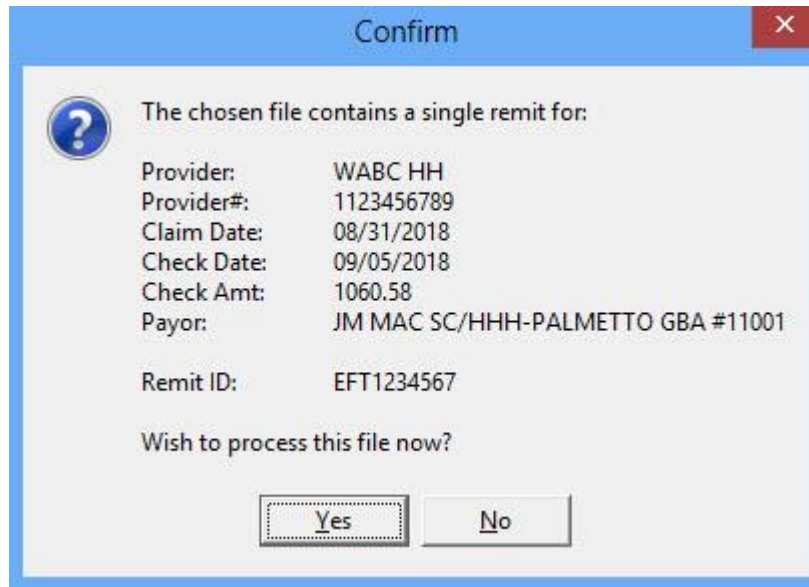 Confirm
The chosen file contains a single remit for:
Provider: WABC HH
Provider#: 1123456789
Claim Date: 08/31/2018
Check Date: 09/05/2018
Check Amt: 1060.58
Payor: JM MAC SC/HHH-PALMETTO GBA #11001
Remit ID: EFT1234567
Wish to process this file now?
Yes No